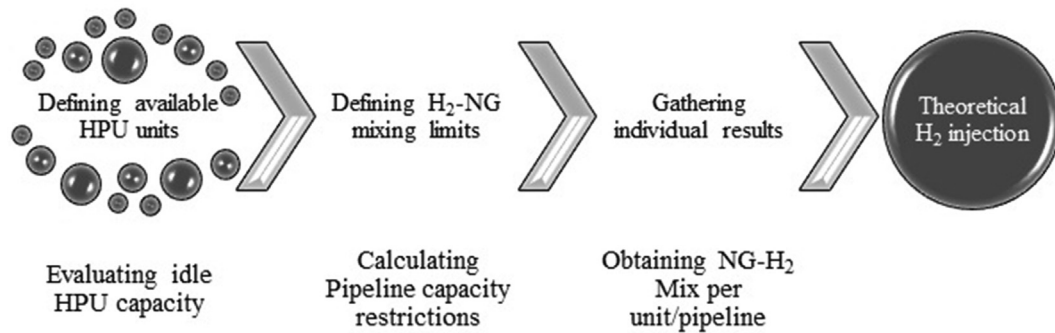 Defining available
HPU units
Defining H₂-NG
mixing limits
Gathering
individual results
Theoretical
H₂ injection
Evaluating idle
HPU capacity
Calculating
Pipeline capacity
restrictions
Obtaining NG-H₂
Mix per
unit/pipeline